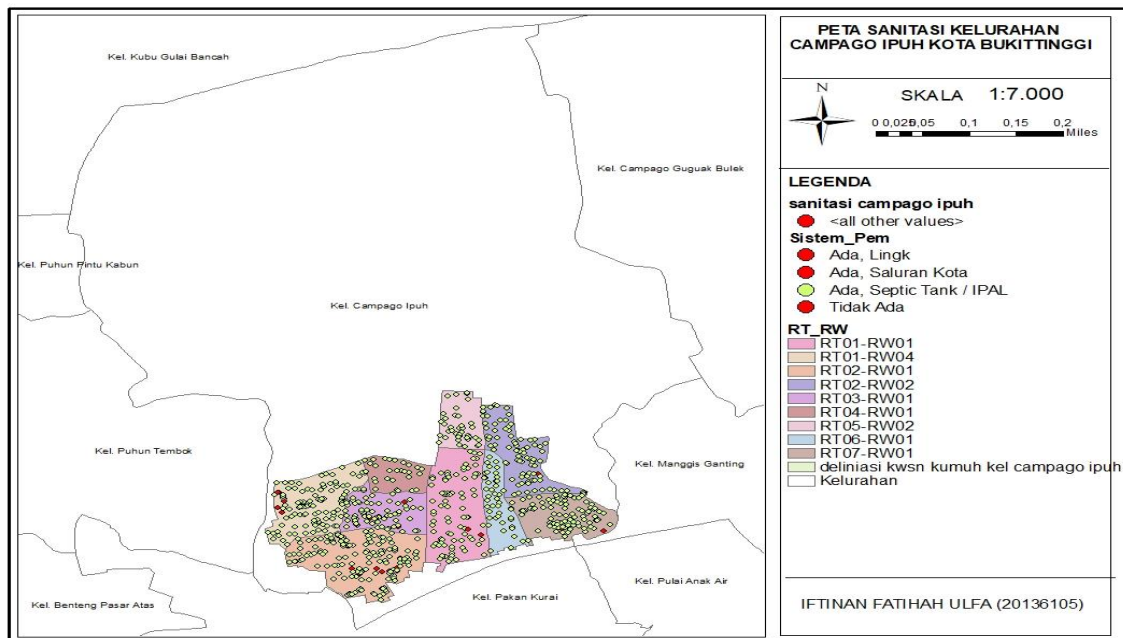 PETA SANITASI KELURAHAN
CAMPAGO IPUH KOTA BUKITTINGGI
N
SKALA 1:7.000
0 0,0250,05 0,1 0,15 0,2
Miles
LEGENDA
sanitasi campago ipuh
<all other values>
Sistem_Pem
Ada, Lingk
Ada, Saluran Kota
Ada, Septic Tank / IPAL
Tidak Ada
RT_RW
RT01-RW01
RT01-RW04
RT02-RW01
RT02-RW02
RT03-RW01
RT04-RW01
RT05-RW02
RT06-RW01
RT07-RW01
deliniasi kwsn kumuh kel campago ipuh
Kelurahan
IFTINAN FATIHAH ULFA (20136105)
Kel. Kubu Gulai Bancah
Kel. Campago Guguak Bulek
Kel. Puhun Pintu Kabun
Kel. Campago Ipuh
Kel. Puhun Tembok
Kel. Manggis Ganting
Kel. Pulai Anak Air
Kel. Benteng Pasar Atas
Kel. Pakan Kurai